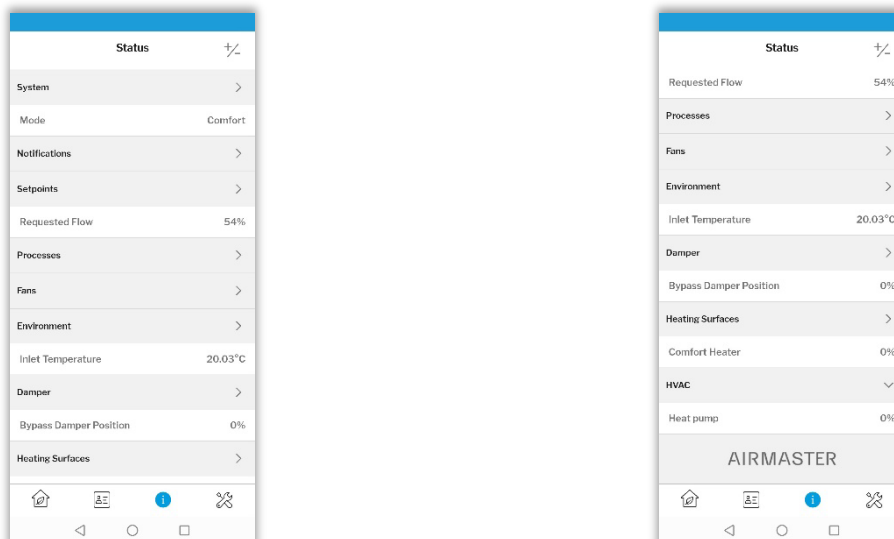 Status +/-
System
Mode Comfort
Notifications
Setpoints
Requested Flow 54%
Processes
Fans
Environment
Inlet Temperature 20.03°C
Damper
Bypass Damper Position 0%
Heating Surfaces
Status +/-
Requested Flow 54%
Processes
Fans
Environment
Inlet Temperature 20.03°C
Damper
Bypass Damper Position 0%
Heating Surfaces
Comfort Heater 0%
HVAC
Heat pump 0%
AIRMASTER